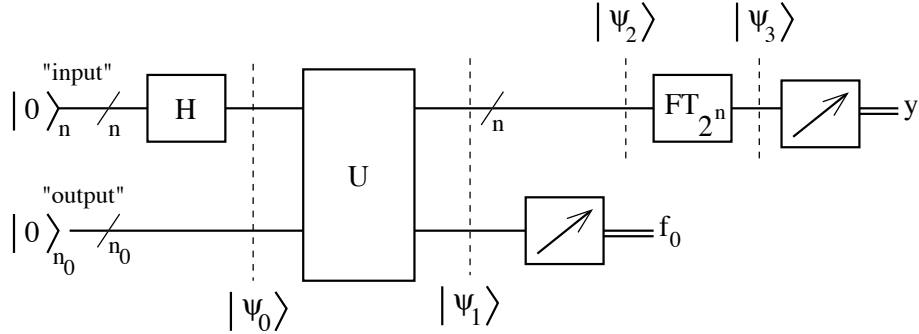 |ψ₂⟩ |ψ₃⟩
"input"
|0⟩ₙ n H n FT₂ⁿ y
U
"output"
|0⟩ₙ₀ n₀ f₀
|ψ₀⟩ |ψ₁⟩